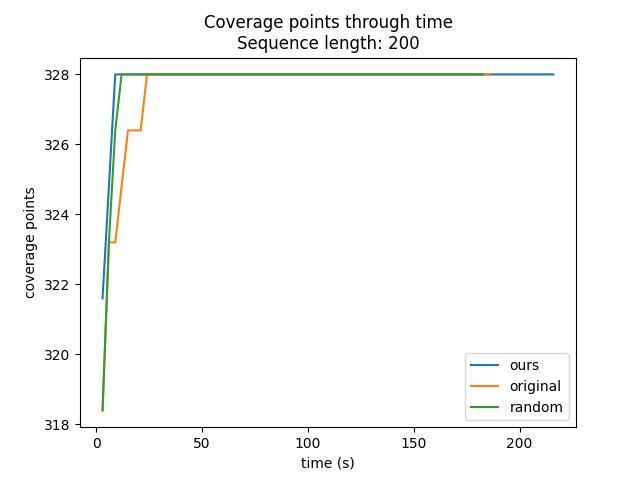 Coverage points through time
Sequence length: 200
328
326
324
322
320
318
coverage points
0
50
100
150
200
time (s)
ours
original
random